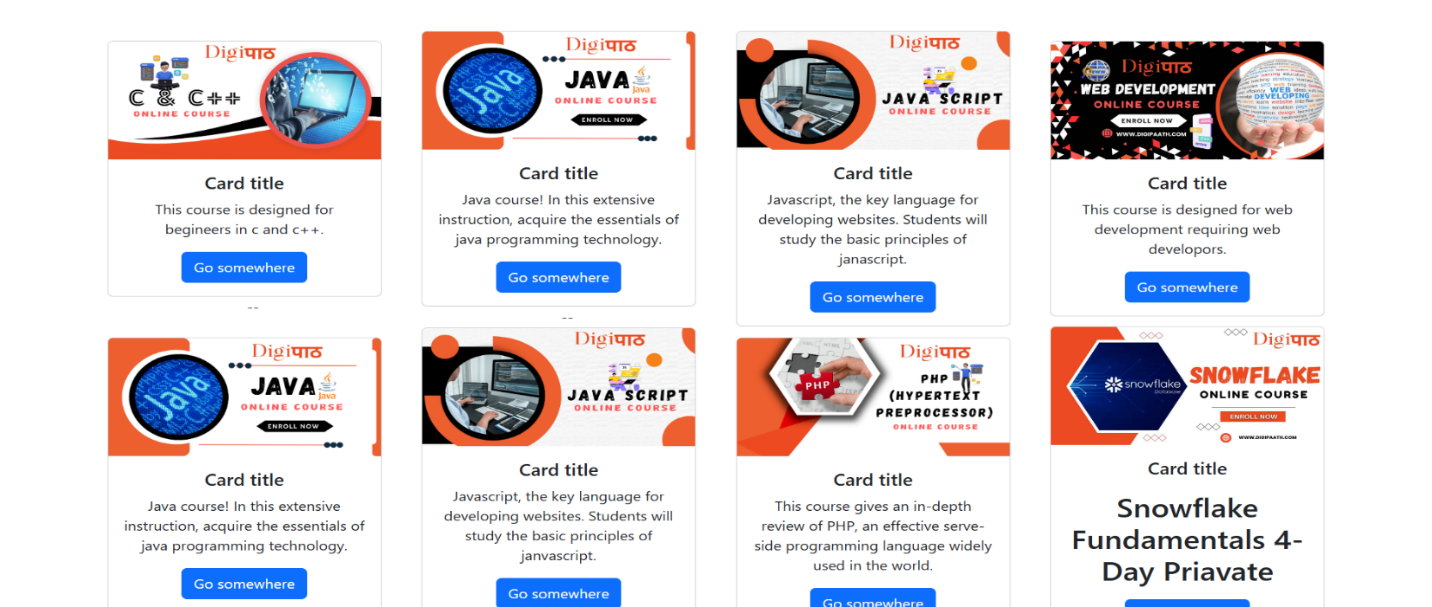 Digiपाठ
C & C++
ONLINE COURSE
Card title
This course is designed for
begineers in c and c++.
Go somewhere
--
Digiपाठ
Java
JAVA
Java
ONLINE COURSE
ENROLL NOW
Card title
Java course! In this extensive
instruction, acquire the essentials of
java programming technology.
Go somewhere
--
Digiपाठ
JAVA SCRIPT
ONLINE COURSE
Card title
Javascript, the key language for
developing websites. Students will
study the basic principles of
janascript.
Go somewhere
Digiपाठ
WEB DEVELOPMENT
ONLINE COURSE
ENROLL NOW
WWW.DIGIPAATH.COM
WEB
DEVELOPING
Card title
This course is designed for web
development requiring web
developors.
Go somewhere
Digiपाठ
Java
JAVA
Java
ONLINE COURSE
ENROLL NOW
Card title
Java course! In this extensive
instruction, acquire the essentials of
java programming technology.
Go somewhere
Digiपाठ
JAVA SCRIPT
ONLINE COURSE
Card title
Javascript, the key language for
developing websites. Students will
study the basic principles of
janvascript.
Go somewhere
Digiपाठ
PHP
PHP
(HYPERTEXT
PREPROCESSOR)
ONLINE COURSE
Card title
This course gives an in-depth
review of PHP, an effective serve-
side programming language widely
used in the world.
Go somewhere
Digiपाठ
snowflake
SNOWFLAKE
ONLINE COURSE
ENROLL NOW
WWW.DIGIPAATH.COM
Card title
Snowflake
Fundamentals 4-
Day Priavate